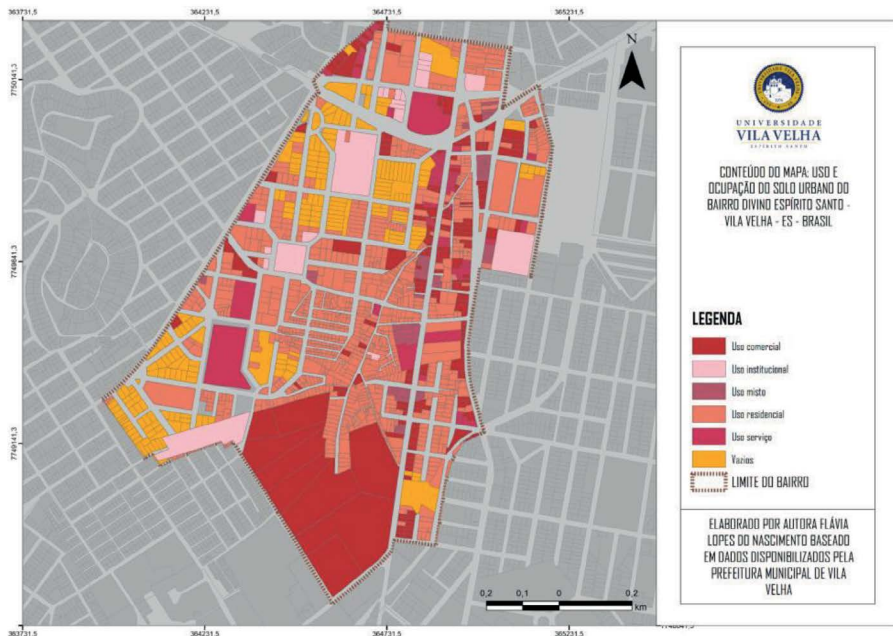 363731,5
364231,5
364731,5
365231,5
7750141,3
7749641,3
7749141,3
N
0,2
0,1
0
0,2
km
363731,5
364231,5
364731,5
365231,5
UNIVERSIDADE
VILA VELHA
ESPÍRITO SANTO
CONTEÚDO DO MAPA: USO E
OCUPAÇÃO DO SOLO URBANO DO
BAIRRO DIVINO ESPÍRITO SANTO -
VILA VELHA - ES - BRASIL
LEGENDA
Uso comercial
Uso institucional
Uso misto
Uso residencial
Uso serviço
Vazios
LIMITE DO BAIRRO
ELABORADO POR AUTORA FLÁVIA
LOPES DO NASCIMENTO BASEADO
EM DADOS DISPONIBILIZADOS PELA
PREFEITURA MUNICIPAL DE VILA
VELHA